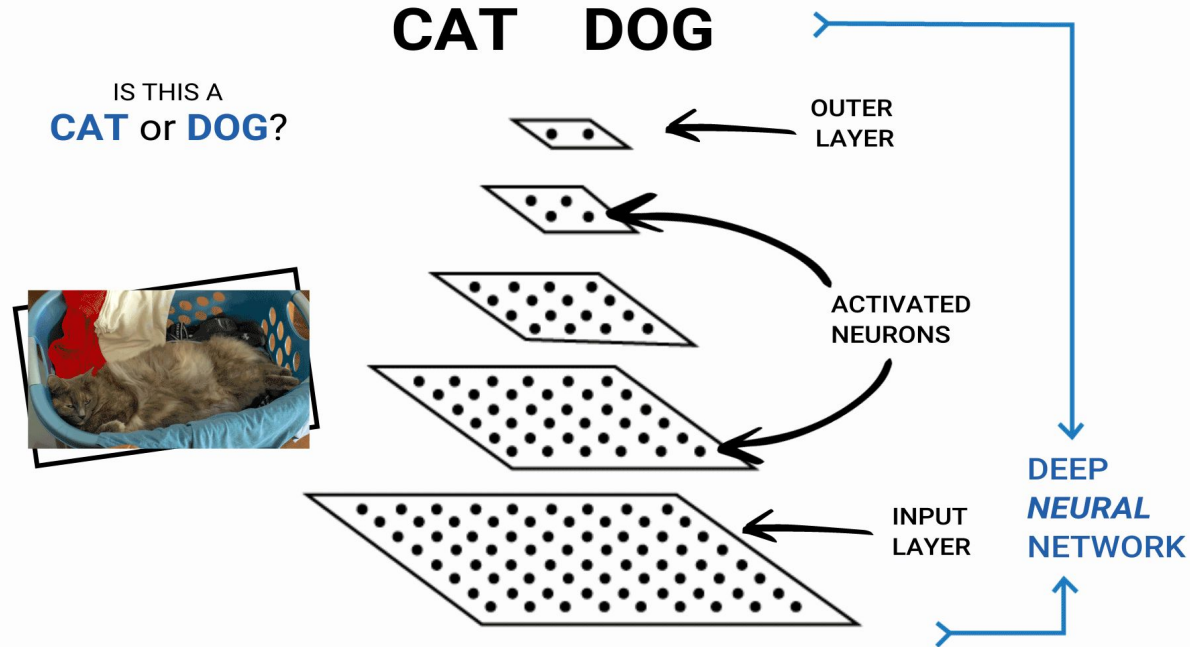 CAT DOG
IS THIS A
CAT or DOG?
OUTER
LAYER
ACTIVATED
NEURONS
INPUT
LAYER
DEEP
NEURAL
NETWORK